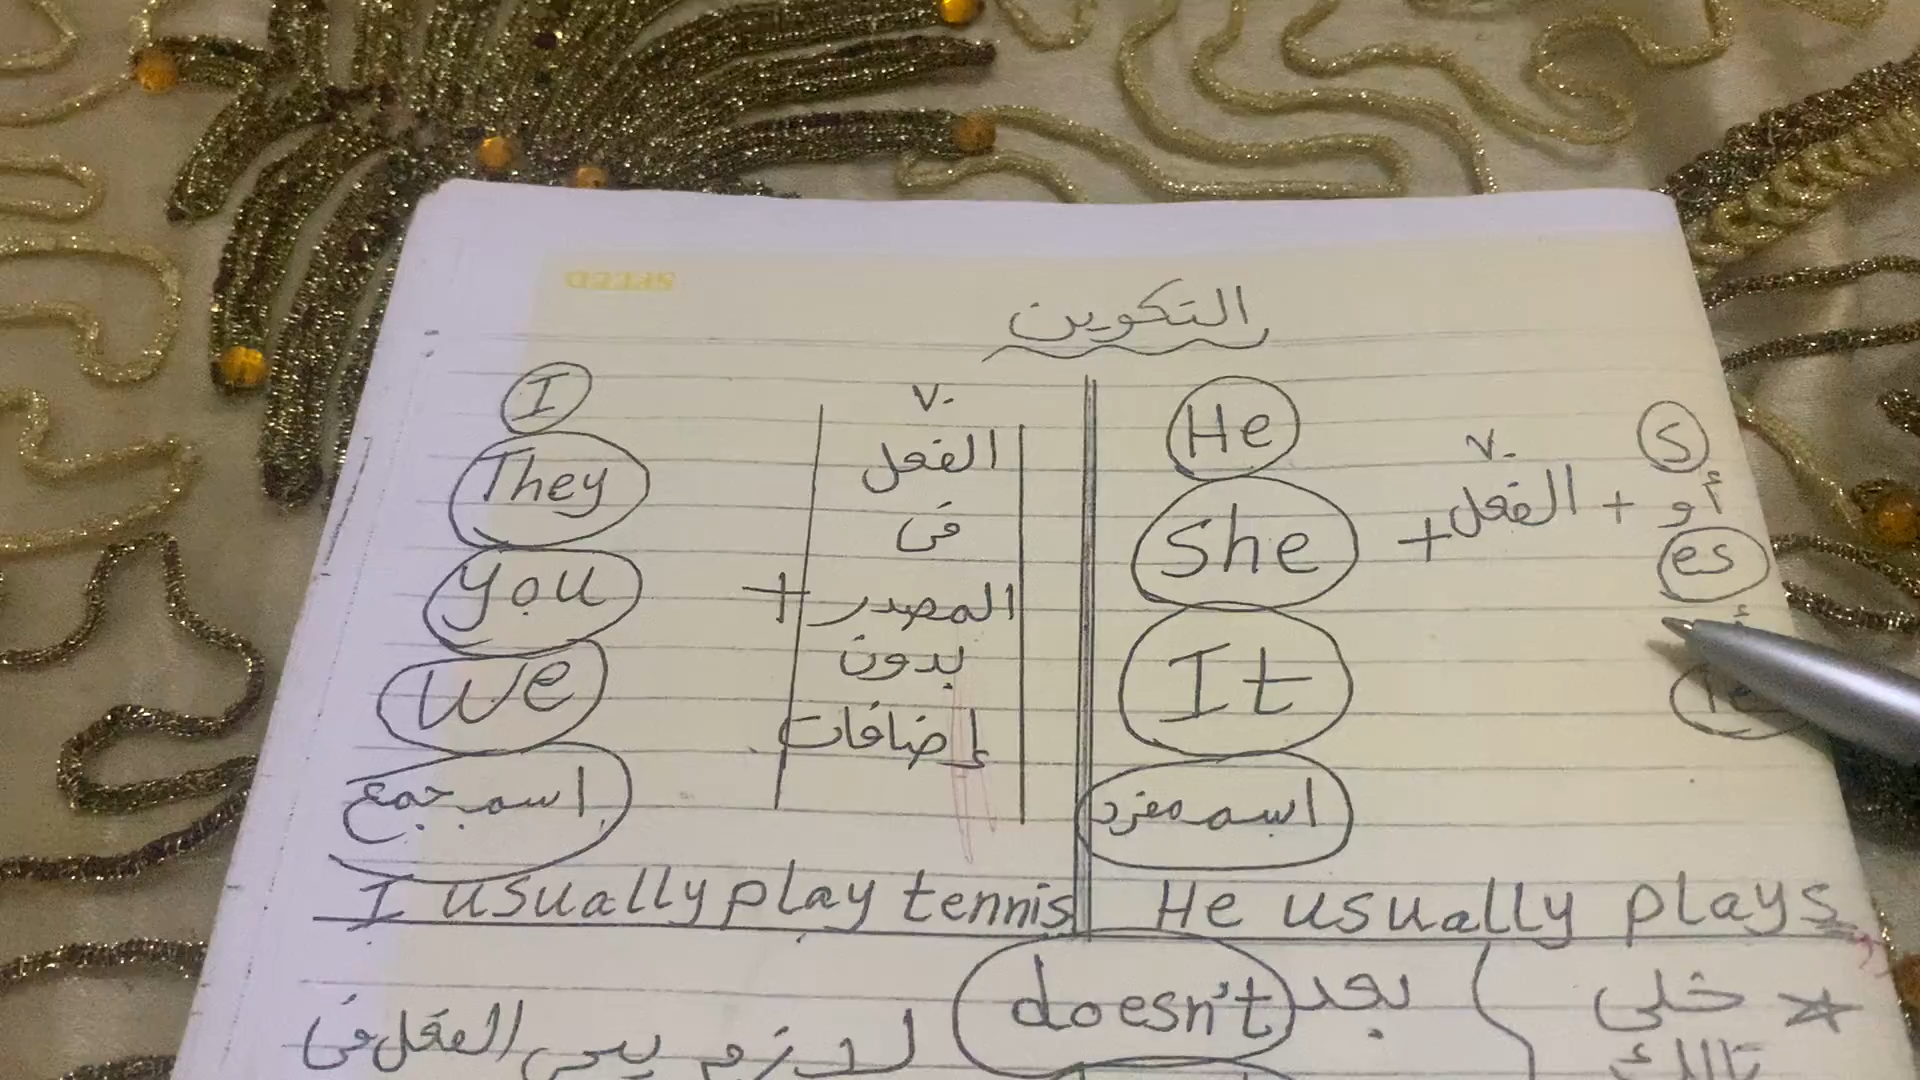 التكوين
I
They
you
we
اسم جمع
+
v.
الفعل
فى
المصدر
بدون
إضافات
He
She
It
اسم مفرد
+ v. الفعل +
s
أو
es
I usually play tennis
He usually plays
* خلى
بعد doesn't
لازم الفعل فى